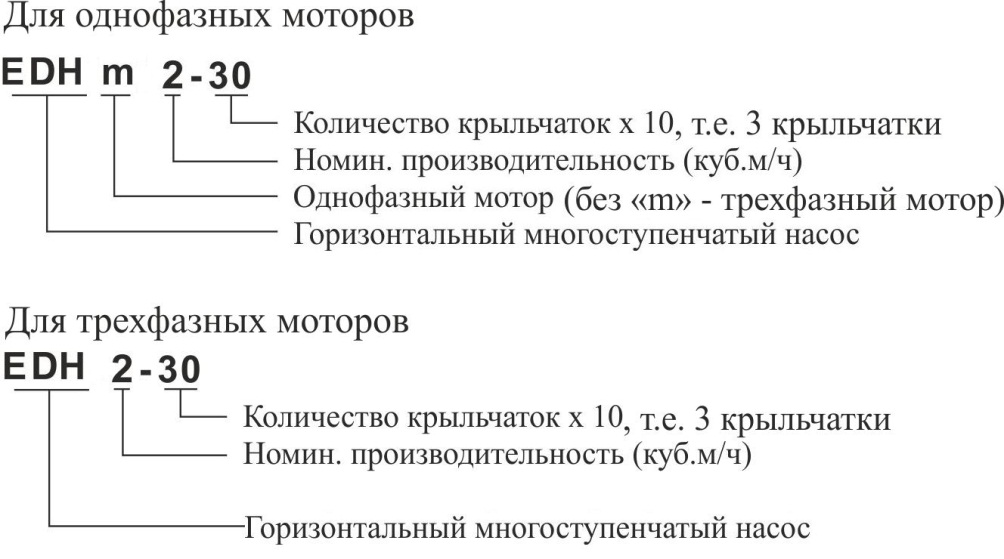 Для однофазных моторов
EDH m 2-30
Количество крыльчаток х 10, т.е. 3 крыльчатки
Номин. производительность (куб.м/ч)
Однофазный мотор (без «m» - трехфазный мотор)
Горизонтальный многоступенчатый насос
Для трехфазных моторов
EDH 2-30
Количество крыльчаток х 10, т.е. 3 крыльчатки
Номин. производительность (куб.м/ч)
Горизонтальный многоступенчатый насос